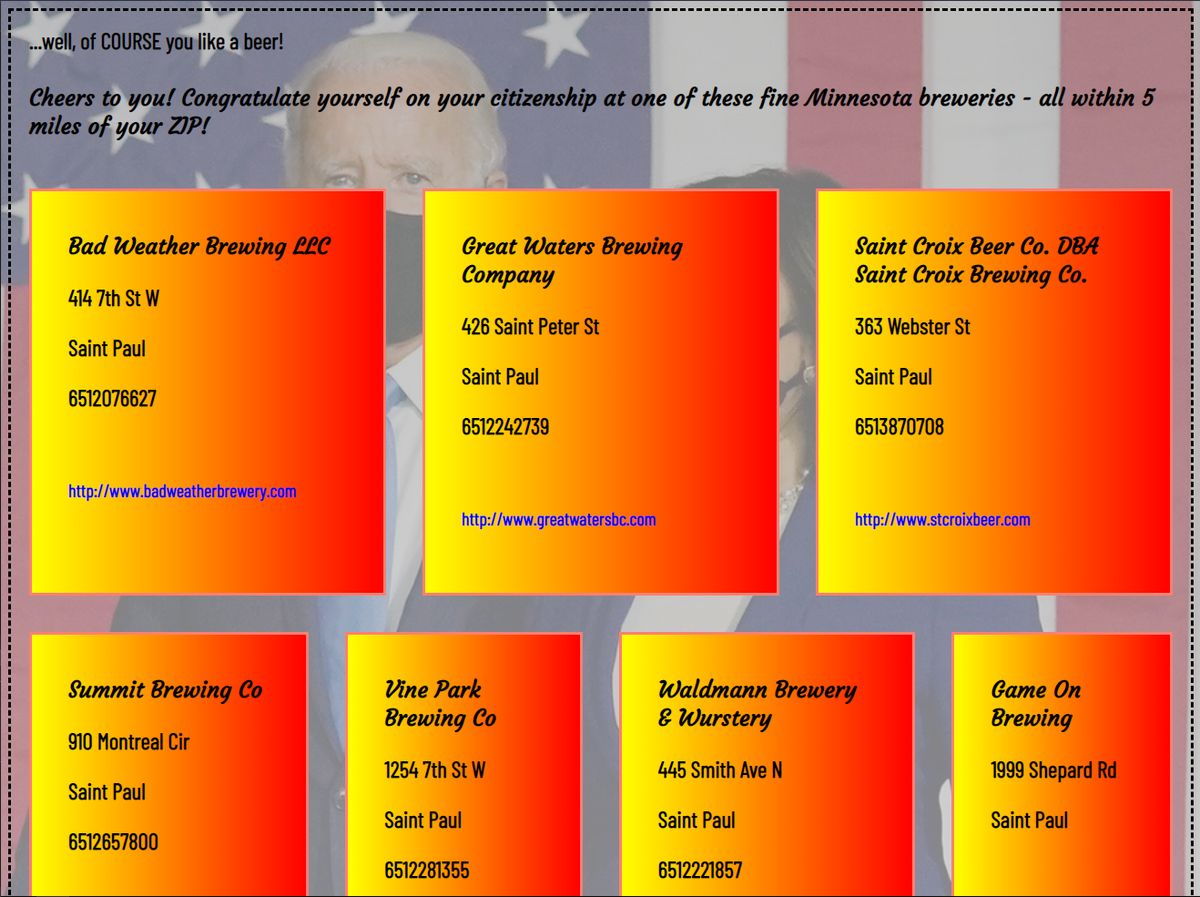 ...well, of COURSE you like a beer!
Cheers to you! Congratulate yourself on your citizenship at one of these fine Minnesota breweries - all within 5
miles of your ZIP!
Bad Weather Brewing LLC
414 7th St W
Saint Paul
6512076627
http://www.badweatherbrewery.com
Great Waters Brewing
Company
426 Saint Peter St
Saint Paul
6512242739
http://www.greatwatersbc.com
Saint Croix Beer Co. DBA
Saint Croix Brewing Co.
363 Webster St
Saint Paul
6513870708
http://www.stcroixbeer.com
Summit Brewing Co
910 Montreal Cir
Saint Paul
6512657800
Vine Park
Brewing Co
1254 7th St W
Saint Paul
6512281355
Waldmann Brewery
& Wurstery
445 Smith Ave N
Saint Paul
6512221857
Game On
Brewing
1999 Shepard Rd
Saint Paul